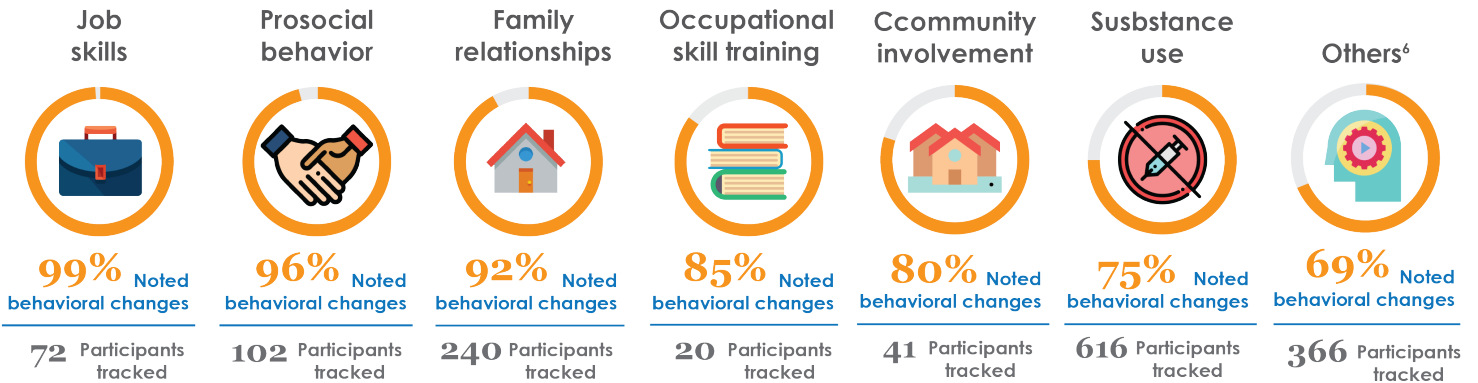 Job
skills
99% Noted
behavioral changes
72 Participants
tracked
Prosocial
behavior
96% Noted
behavioral changes
102 Participants
tracked
Family
relationships
92% Noted
behavioral changes
240 Participants
tracked
Occupational
skill training
85% Noted
behavioral changes
20 Participants
tracked
Ccommunity
involvement
80% Noted
behavioral changes
41 Participants
tracked
Susbstance
use
75% Noted
behavioral changes
616 Participants
tracked
Others⁶
69% Noted
behavioral changes
366 Participants
tracked